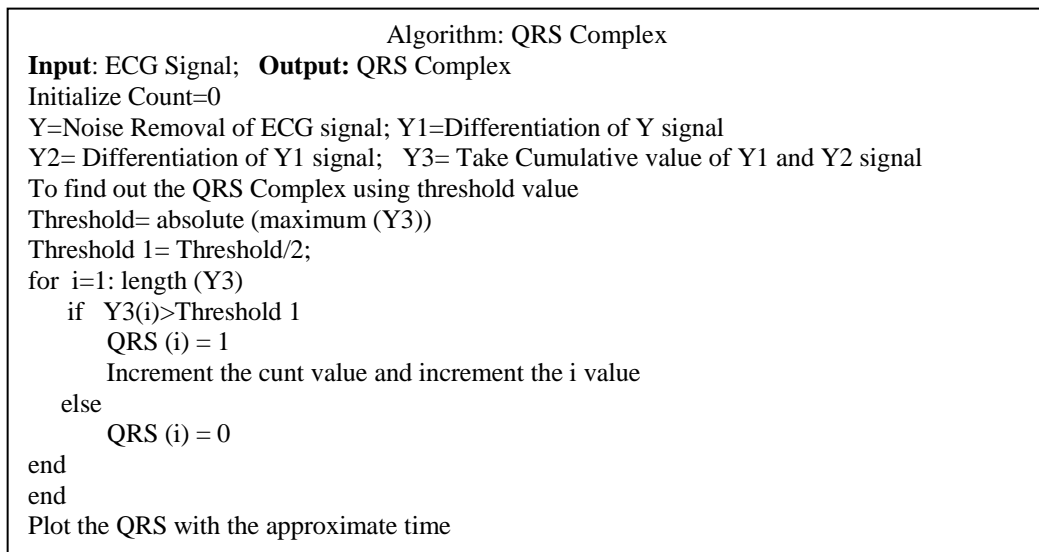 Algorithm: QRS Complex
Input: ECG Signal;   Output: QRS Complex
Initialize Count=0
Y=Noise Removal of ECG signal; Y1=Differentiation of Y signal
Y2= Differentiation of Y1 signal;   Y3= Take Cumulative value of Y1 and Y2 signal
To find out the QRS Complex using threshold value
Threshold= absolute (maximum (Y3))
Threshold 1= Threshold/2;
for  i=1: length (Y3)
if   Y3(i)>Threshold 1
QRS (i) = 1
Increment the cunt value and increment the i value
else
QRS (i) = 0
end
end
Plot the QRS with the approximate time